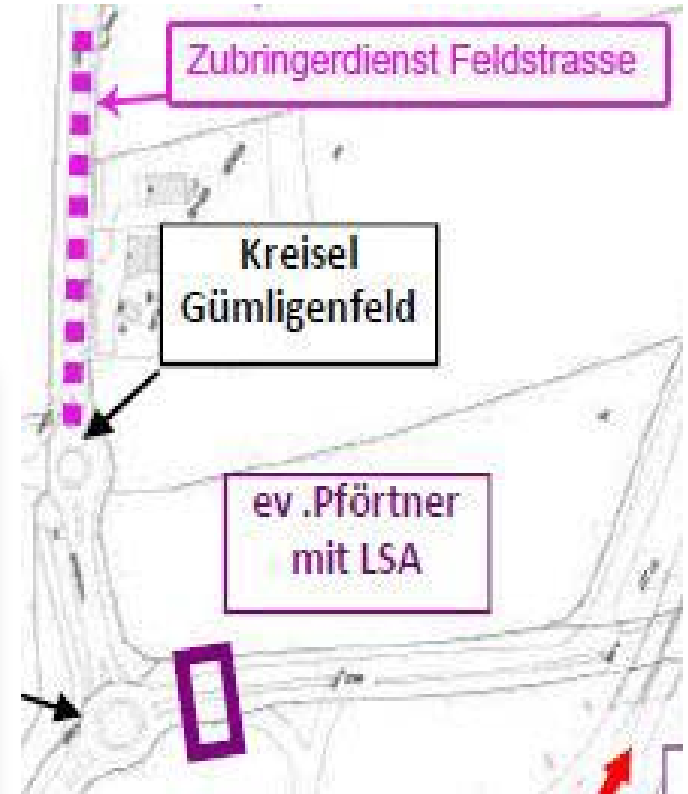 Zubringerdienst Feldstrasse
Kreisel
Gümligenfeld
ev .Pförtner
mit LSA